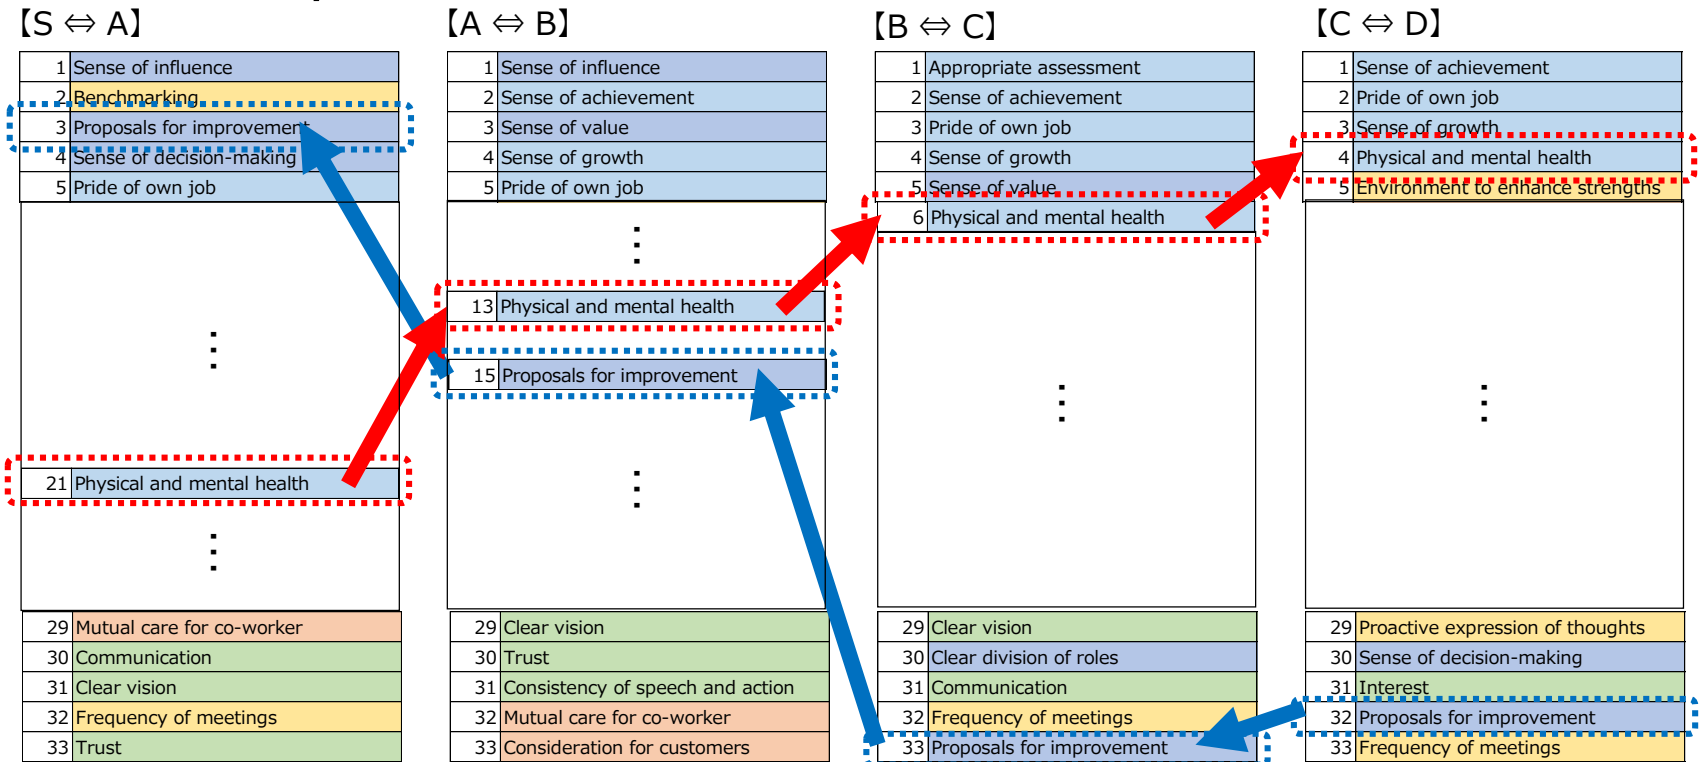 【S ⇔ A】
1 Sense of influence
2 Benchmarking
3 Proposals for improvement
4 Sense of decision-making
5 Pride of own job
⋮
21 Physical and mental health
⋮
29 Mutual care for co-worker
30 Communication
31 Clear vision
32 Frequency of meetings
33 Trust
【A ⇔ B】
1 Sense of influence
2 Sense of achievement
3 Sense of value
4 Sense of growth
5 Pride of own job
⋮
13 Physical and mental health
15 Proposals for improvement
⋮
29 Clear vision
30 Trust
31 Consistency of speech and action
32 Mutual care for co-worker
33 Consideration for customers
【B ⇔ C】
1 Appropriate assessment
2 Sense of achievement
3 Pride of own job
4 Sense of growth
5 Sense of value
6 Physical and mental health
⋮
29 Clear vision
30 Clear division of roles
31 Communication
32 Frequency of meetings
33 Proposals for improvement
【C ⇔ D】
1 Sense of achievement
2 Pride of own job
3 Sense of growth
4 Physical and mental health
5 Environment to enhance strengths
⋮
29 Proactive expression of thoughts
30 Sense of decision-making
31 Interest
32 Proposals for improvement
33 Frequency of meetings